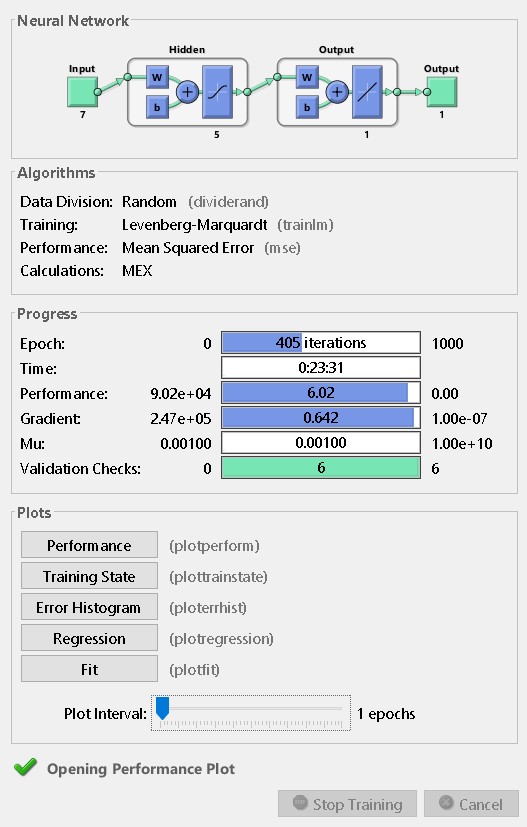 Neural Network
Hidden Output
Input W b + W b + Output
7 5 1 1
Algorithms
Data Division: Random (dividerand)
Training: Levenberg-Marquardt (trainlm)
Performance: Mean Squared Error (mse)
Calculations: MEX
Progress
Epoch: 0 405 iterations 1000
Time: 0:23:31
Performance: 9.02e+04 6.02 0.00
Gradient: 2.47e+05 0.642 1.00e-07
Mu: 0.00100 0.00100 1.00e+10
Validation Checks: 0 6 6
Plots
Performance (plotperform)
Training State (plottrainstate)
Error Histogram (ploterrhist)
Regression (plotregression)
Fit (plotfit)
Plot Interval: 1 epochs
Opening Performance Plot
Stop Training Cancel